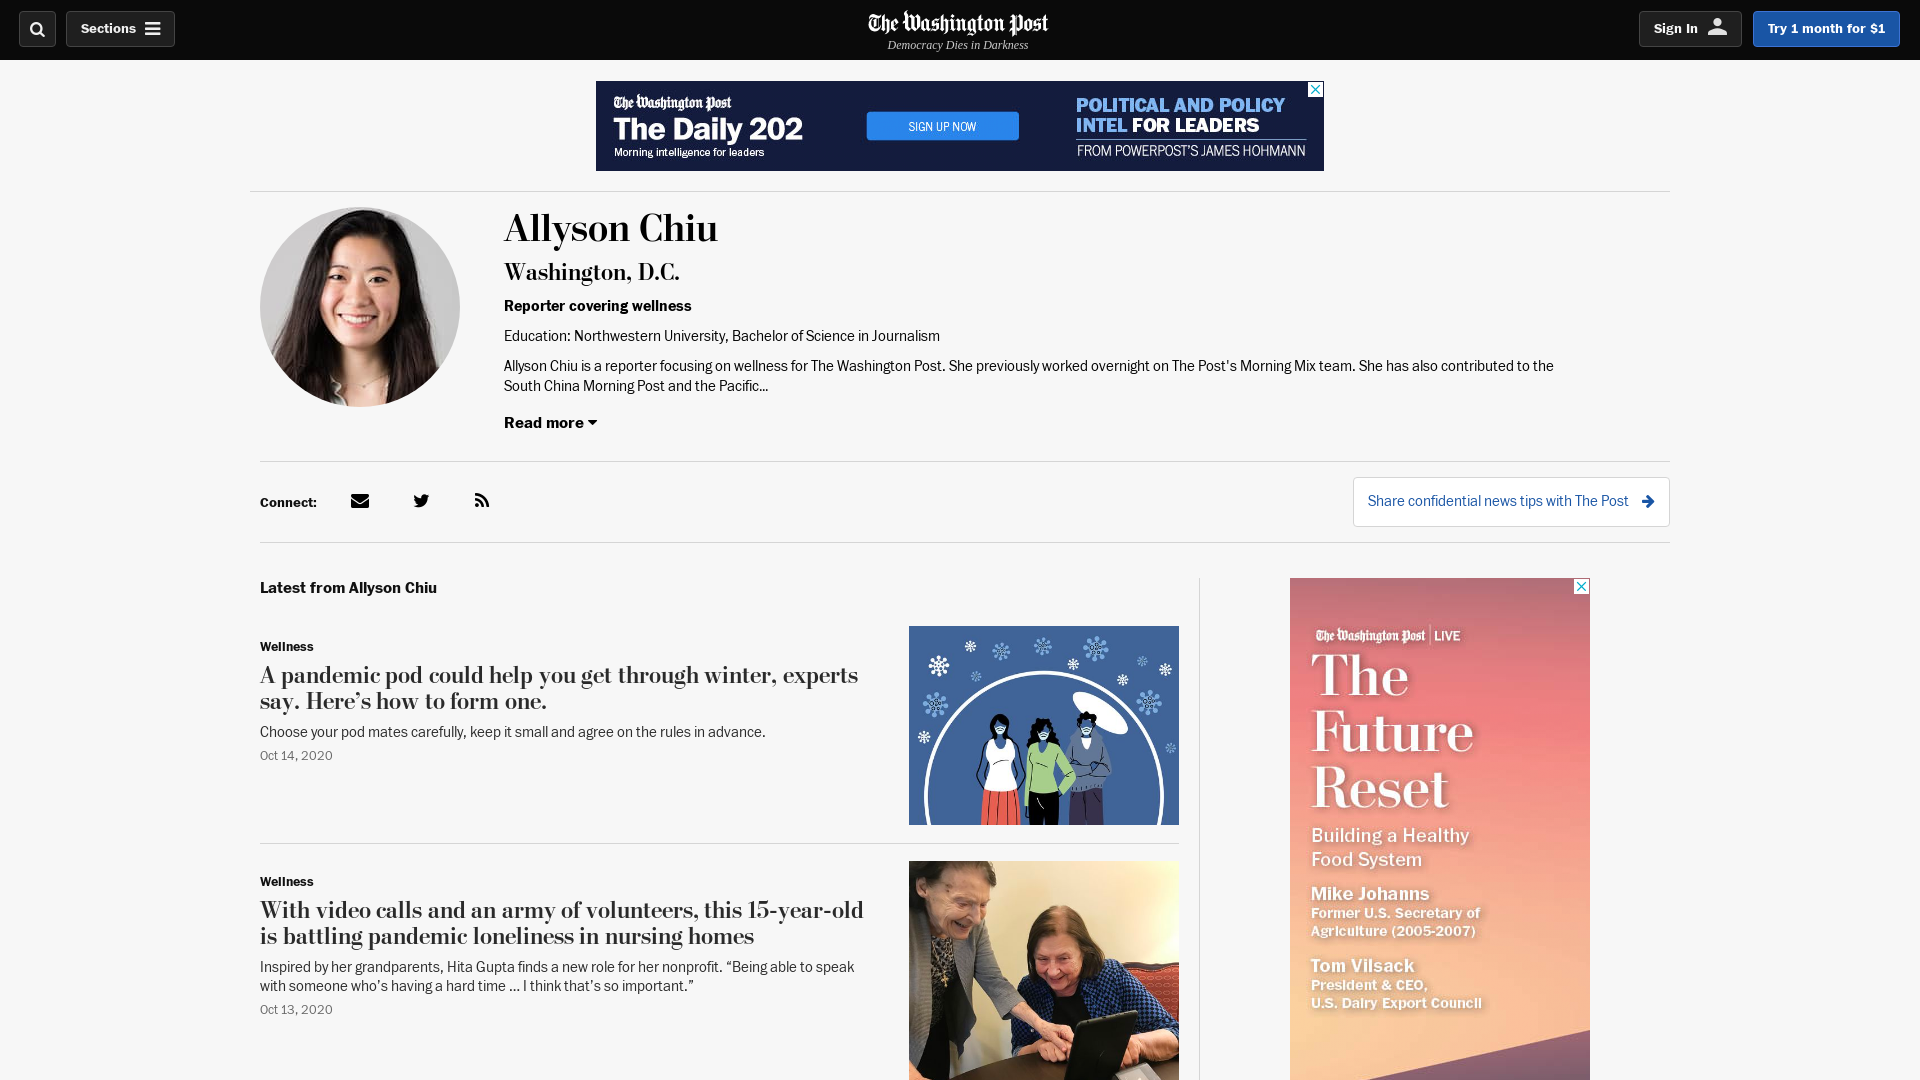 Sections
The Washington Post
Democracy Dies in Darkness
Sign In
Try 1 month for $1
The Washington Post
The Daily 202
Morning intelligence for leaders
SIGN UP NOW
POLITICAL AND POLICY
INTEL FOR LEADERS
FROM POWERPOST'S JAMES HOHMANN
Allyson Chiu
Washington, D.C.
Reporter covering wellness
Education: Northwestern University, Bachelor of Science in Journalism
Allyson Chiu is a reporter focusing on wellness for The Washington Post. She previously worked overnight on The Post's Morning Mix team. She has also contributed to the
South China Morning Post and the Pacific...
Read more
Connect:
Share confidential news tips with The Post
Latest from Allyson Chiu
Wellness
A pandemic pod could help you get through winter, experts
say. Here’s how to form one.
Choose your pod mates carefully, keep it small and agree on the rules in advance.
Oct 14, 2020
Wellness
With video calls and an army of volunteers, this 15-year-old
is battling pandemic loneliness in nursing homes
Inspired by her grandparents, Hita Gupta finds a new role for her nonprofit. “Being able to speak
with someone who’s having a hard time ... I think that’s so important.”
Oct 13, 2020
The Washington Post LIVE
The
Future
Reset
Building a Healthy
Food System
Mike Johanns
Former U.S. Secretary of
Agriculture (2005-2007)
Tom Vilsack
President & CEO,
U.S. Dairy Export Council